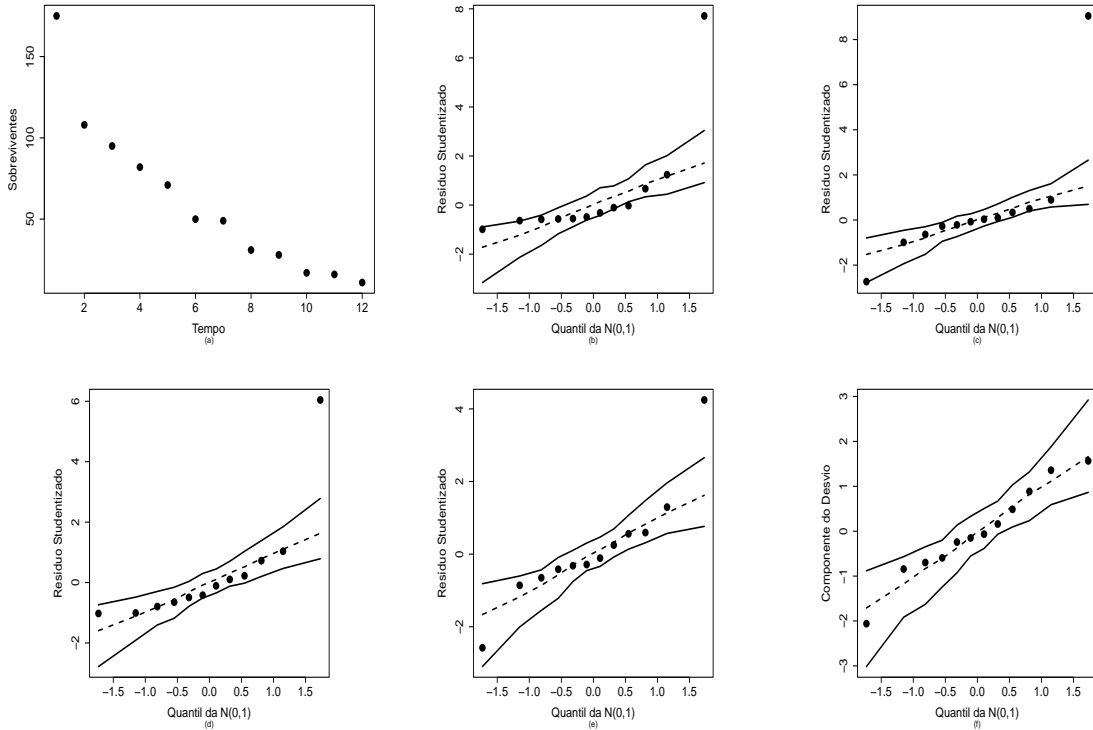 Sobreviventes
150
100
50
2 4 6 8 10 12
Tempo
(a)
Resíduo Studentizado
8
6
4
2
0
−2
−1.5 −1.0 −0.5 0.0 0.5 1.0 1.5
Quantil da N(0,1)
(b)
Resíduo Studentizado
8
6
4
2
0
−2
−1.5 −1.0 −0.5 0.0 0.5 1.0 1.5
Quantil da N(0,1)
(c)
Resíduo Studentizado
6
4
2
0
−2
−1.5 −1.0 −0.5 0.0 0.5 1.0 1.5
Quantil da N(0,1)
(d)
Resíduo Studentizado
4
2
0
−2
−1.5 −1.0 −0.5 0.0 0.5 1.0 1.5
Quantil da N(0,1)
(e)
Componente do Desvio
3
2
1
0
−1
−2
−3
−1.5 −1.0 −0.5 0.0 0.5 1.0 1.5
Quantil da N(0,1)
(f)